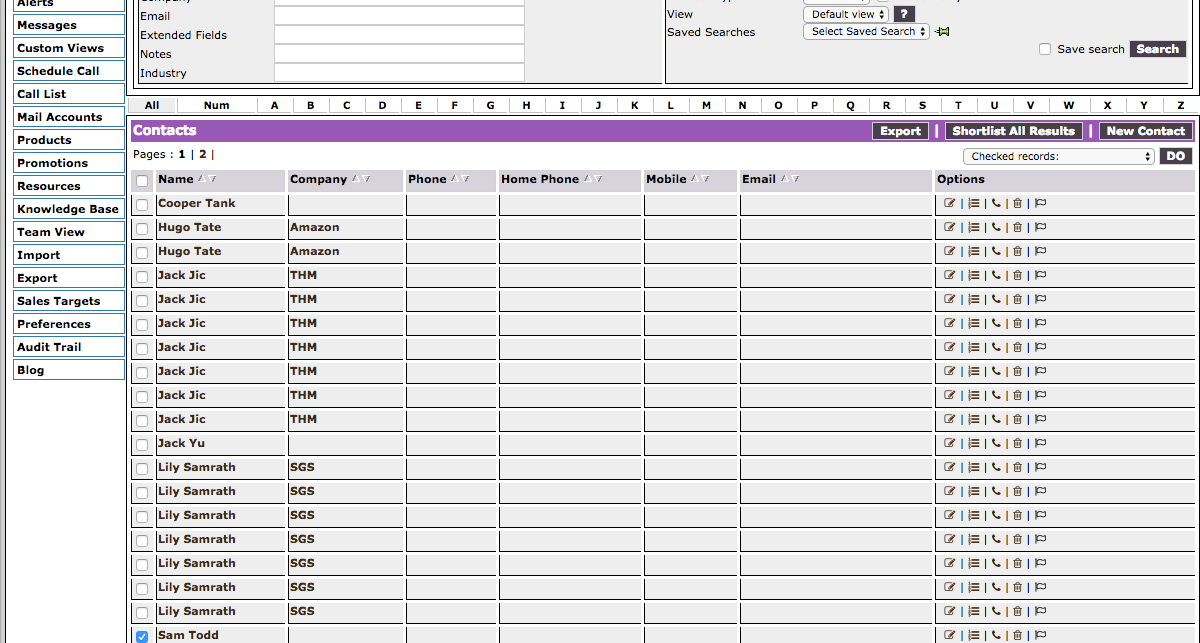 Alerts
Messages
Custom Views
Schedule Call
Call List
Mail Accounts
Products
Promotions
Resources
Knowledge Base
Team View
Import
Export
Sales Targets
Preferences
Audit Trail
Blog
Email
Extended Fields
Notes
Industry
View Default view ?
Saved Searches Select Saved Search
Save search Search
All Num A B C D E F G H I J K L M N O P Q R S T U V W X Y Z
Contacts Export | Shortlist All Results | New Contact
Pages : 1 | 2 | Checked records: DO
Name Company Phone Home Phone Mobile Email Options
Cooper Tank
Hugo Tate Amazon
Hugo Tate Amazon
Jack Jic THM
Jack Jic THM
Jack Jic THM
Jack Jic THM
Jack Jic THM
Jack Jic THM
Jack Jic THM
Jack Yu
Lily Samrath SGS
Lily Samrath SGS
Lily Samrath SGS
Lily Samrath SGS
Lily Samrath SGS
Lily Samrath SGS
Lily Samrath SGS
Sam Todd